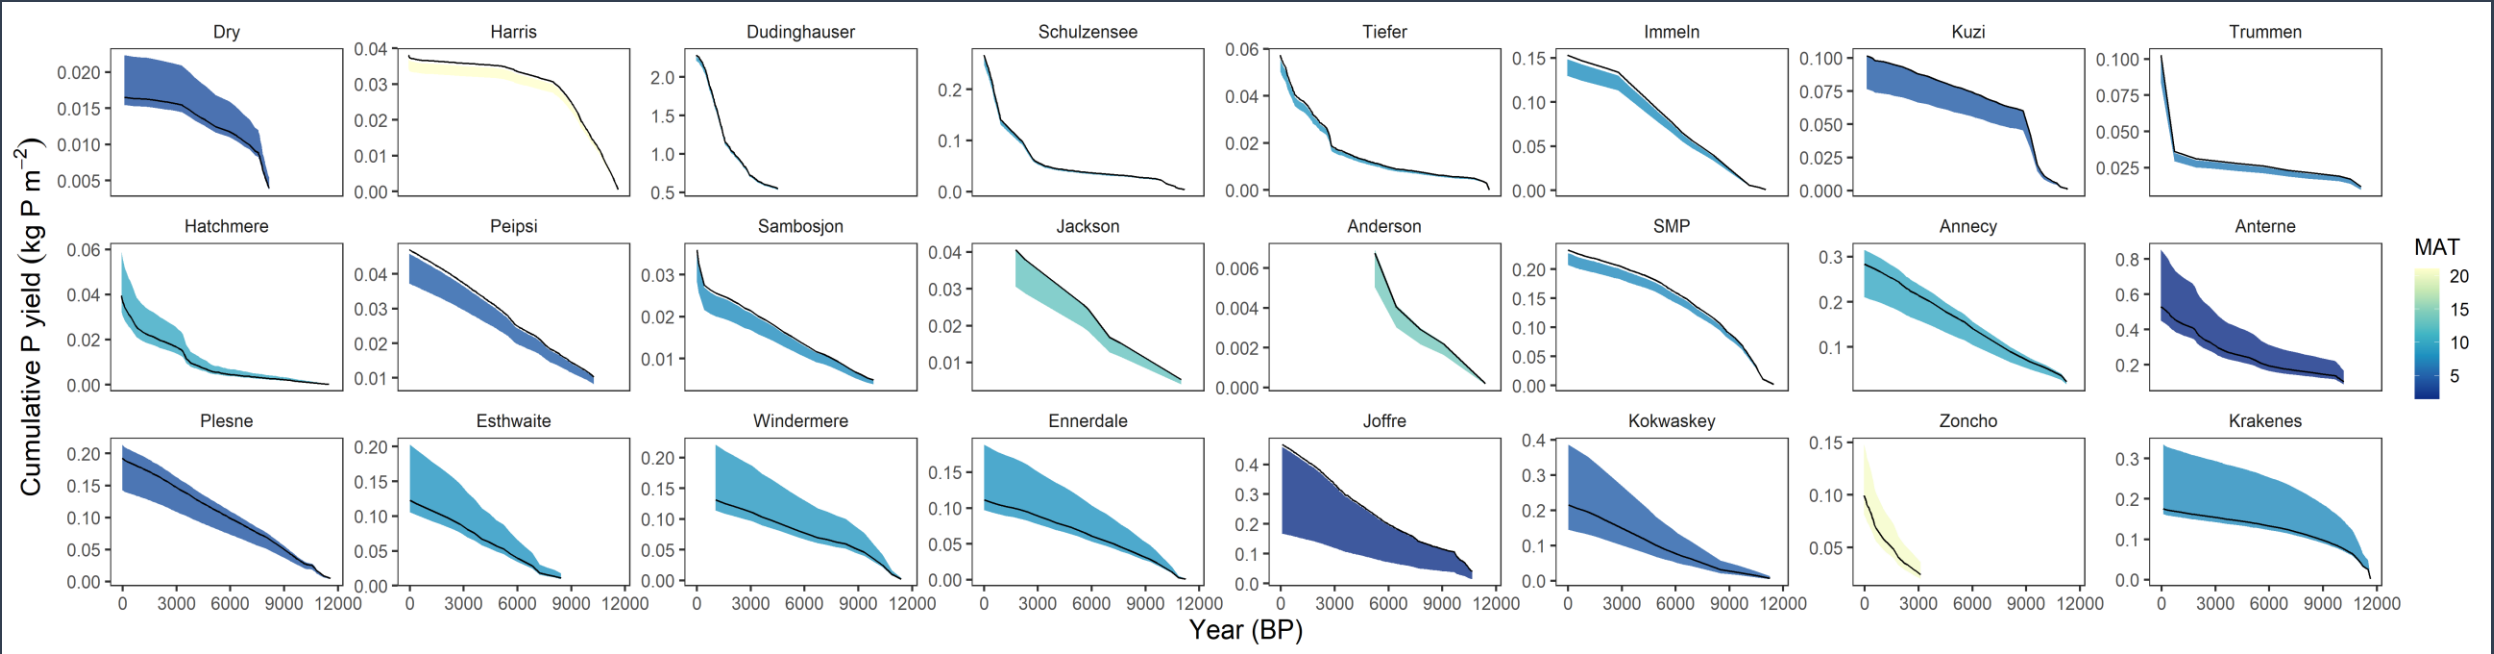 Dry Harris Dudinghauser Schulzensee Tiefer Immeln Kuzi Trummen
0.020 0.015 0.010 0.005
0.04 0.03 0.02 0.01 0.00
2.0 1.5 1.0 0.5
0.2 0.1 0.0
0.06 0.04 0.02 0.00
0.15 0.10 0.05 0.00
0.100 0.075 0.050 0.025 0.000
0.100 0.075 0.050 0.025
Hatchmere Peipsi Sambosjon Jackson Anderson SMP Annecy Anterne
0.06 0.04 0.02 0.00
0.04 0.03 0.02 0.01
0.03 0.02 0.01
0.04 0.03 0.02 0.01
0.006 0.004 0.002 0.000
0.20 0.15 0.10 0.05 0.00
0.3 0.2 0.1
0.8 0.6 0.4 0.2
Plesne Esthwaite Windermere Ennerdale Joffre Kokwaskey Zoncho Krakenes
0.20 0.15 0.10 0.05 0.00
0.20 0.15 0.10 0.05 0.00
0.20 0.15 0.10 0.05 0.00
0.15 0.10 0.05 0.00
0.4 0.3 0.2 0.1 0.0
0.4 0.3 0.2 0.1 0.0
0.15 0.10 0.05
0.3 0.2 0.1 0.0
0 3000 6000 9000 12000 0 3000 6000 9000 12000 0 3000 6000 9000 12000 0 3000 6000 9000 12000 0 3000 6000 9000 12000 0 3000 6000 9000 12000 0 3000 6000 9000 12000 0 3000 6000 9000 12000
Year (BP)
Cumulative P yield (kg P m⁻²)
MAT
20
15
10
5